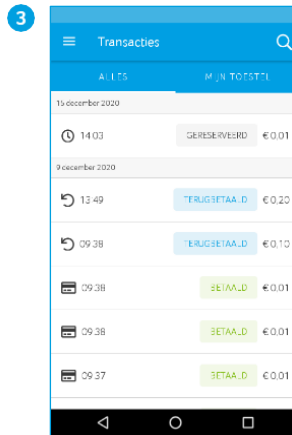 3
Transacties
ALLES MIJN TOESTEL
15 december 2020
14:03 GERESERVEERD € 0,01
9 december 2020
13:49 TERUGBETAALD € 0,20
09:38 TERUGBETAALD € 0,10
09:38 BETAALD € 0,01
09:38 BETAALD € 0,01
09:37 BETAALD € 0,01